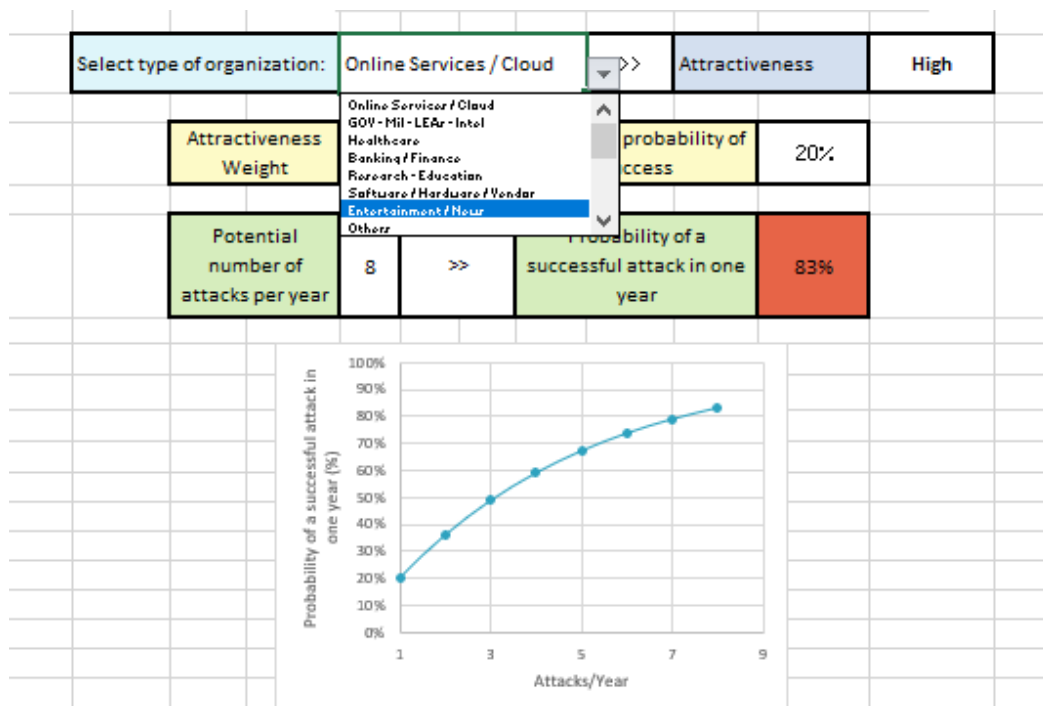 Select type of organization:
Online Services / Cloud
>>
Attractiveness
High
Online Services / Cloud
GOV - Mil - LEAs - Intel
Healthcare
Banking / Finance
Research - Education
Software / Hardware / Vendor
Entertainment / News
Others
Attractiveness
Weight
probability of
20%
Potential
number of
attacks per year
8
>>
Probability of a
successful attack in one
year
83%
Probability of a successful attack in
one year (%)
100%
90%
80%
70%
60%
50%
40%
30%
20%
10%
0%
1
3
5
7
9
Attacks/Year